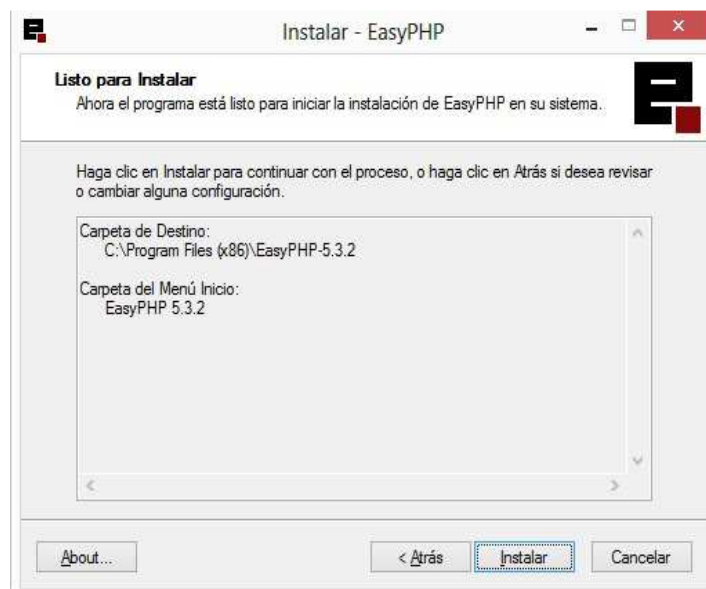 Instalar - EasyPHP
Listo para Instalar
Ahora el programa está listo para iniciar la instalación de EasyPHP en su sistema.
Haga clic en Instalar para continuar con el proceso, o haga clic en Atrás si desea revisar
o cambiar alguna configuración.
Carpeta de Destino:
C:\Program Files (x86)\EasyPHP-5.3.2
Carpeta del Menú Inicio:
EasyPHP 5.3.2
About...
< Atrás
Instalar
Cancelar